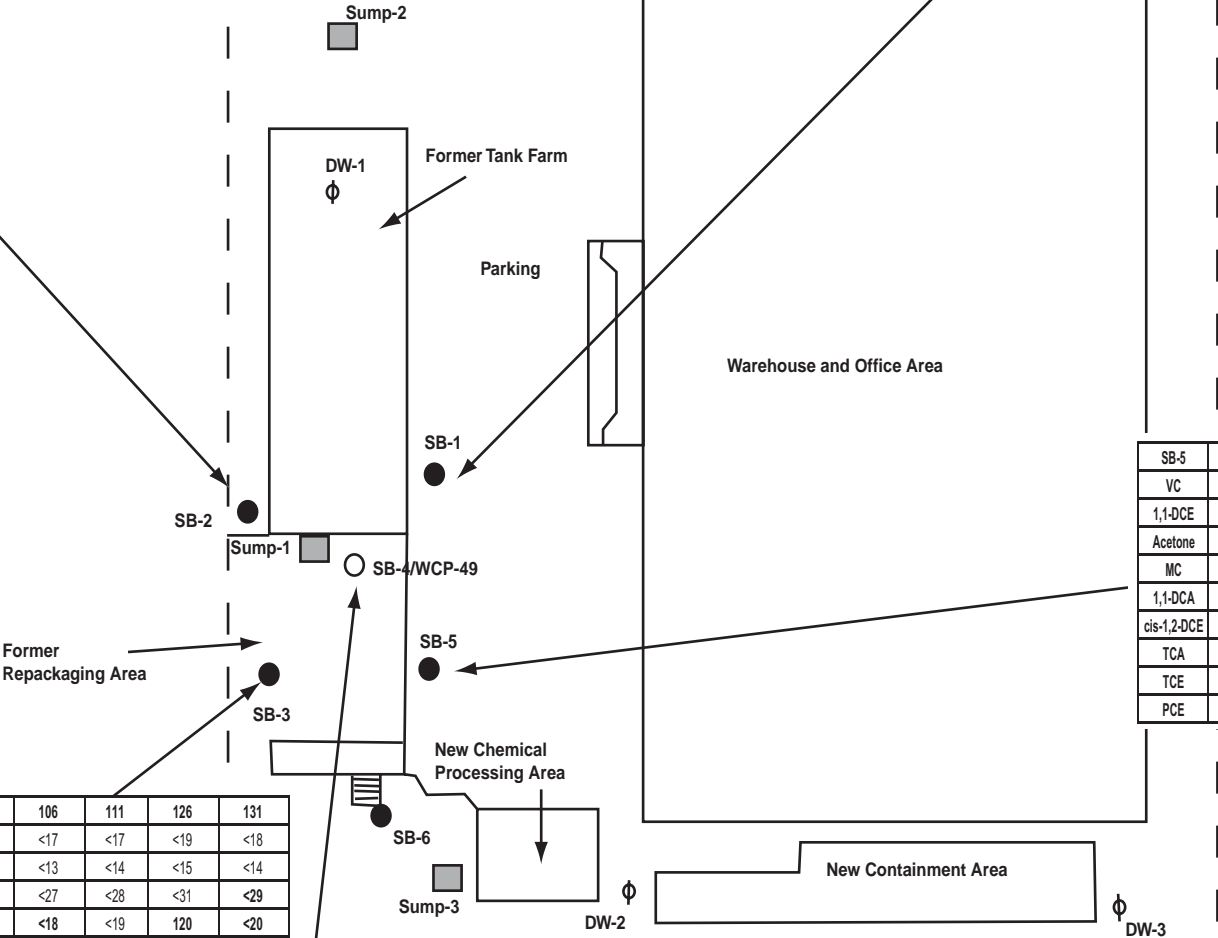 Sump-2
DW-1
Former Tank Farm
Parking
Warehouse and Office Area
SB-1
SB-2
Sump-1
SB-4/WCP-49
SB-5
VC
1,1-DCE
Acetone
MC
1,1-DCA
cis-1,2-DCE
TCA
TCE
PCE
Former
Repackaging Area
SB-5
SB-3
New Chemical
Processing Area
106 111 126 131
<17 <17 <19 <18
<13 <14 <15 <14
<27 <28 <31 <29
<18 <19 120 <20
SB-6
Sump-3
New Containment Area
DW-2
DW-3